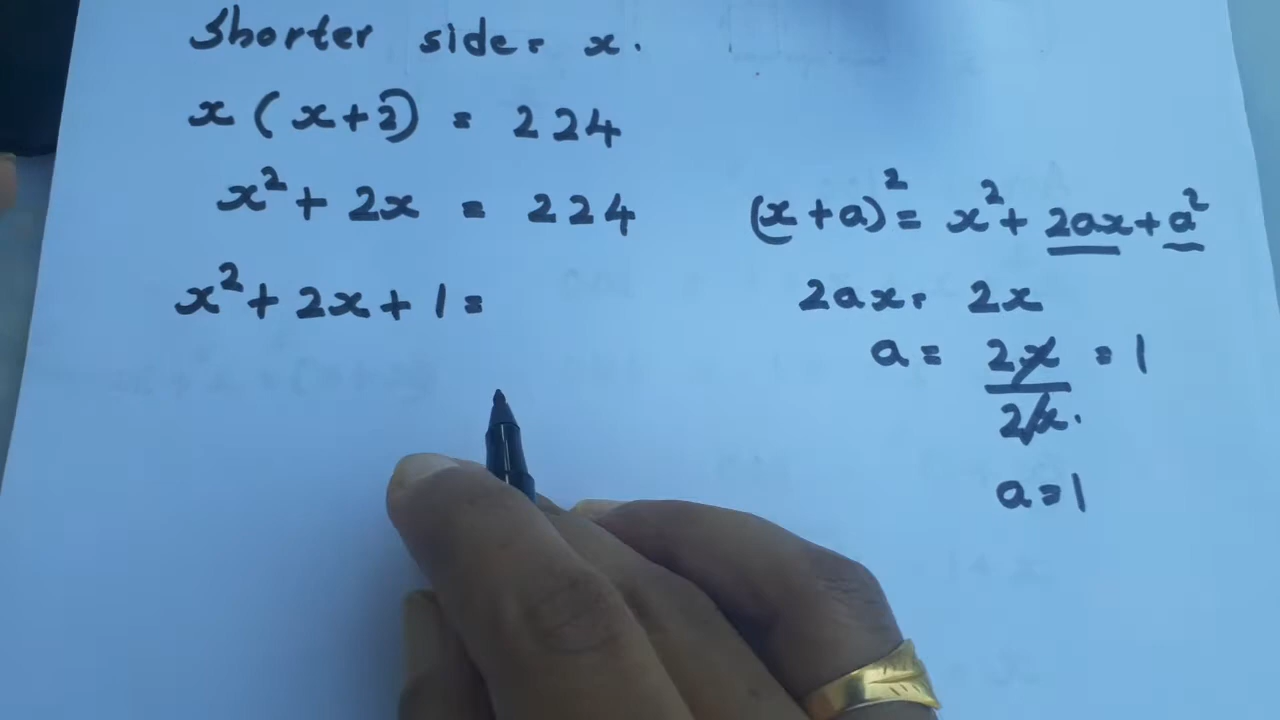 Shorter side = x.
x(x+2) = 224
x² + 2x = 224
x² + 2x + 1 =
(x+a)² = x² + 2ax + a²
2ax = 2x
a = 2x/2x = 1
a = 1